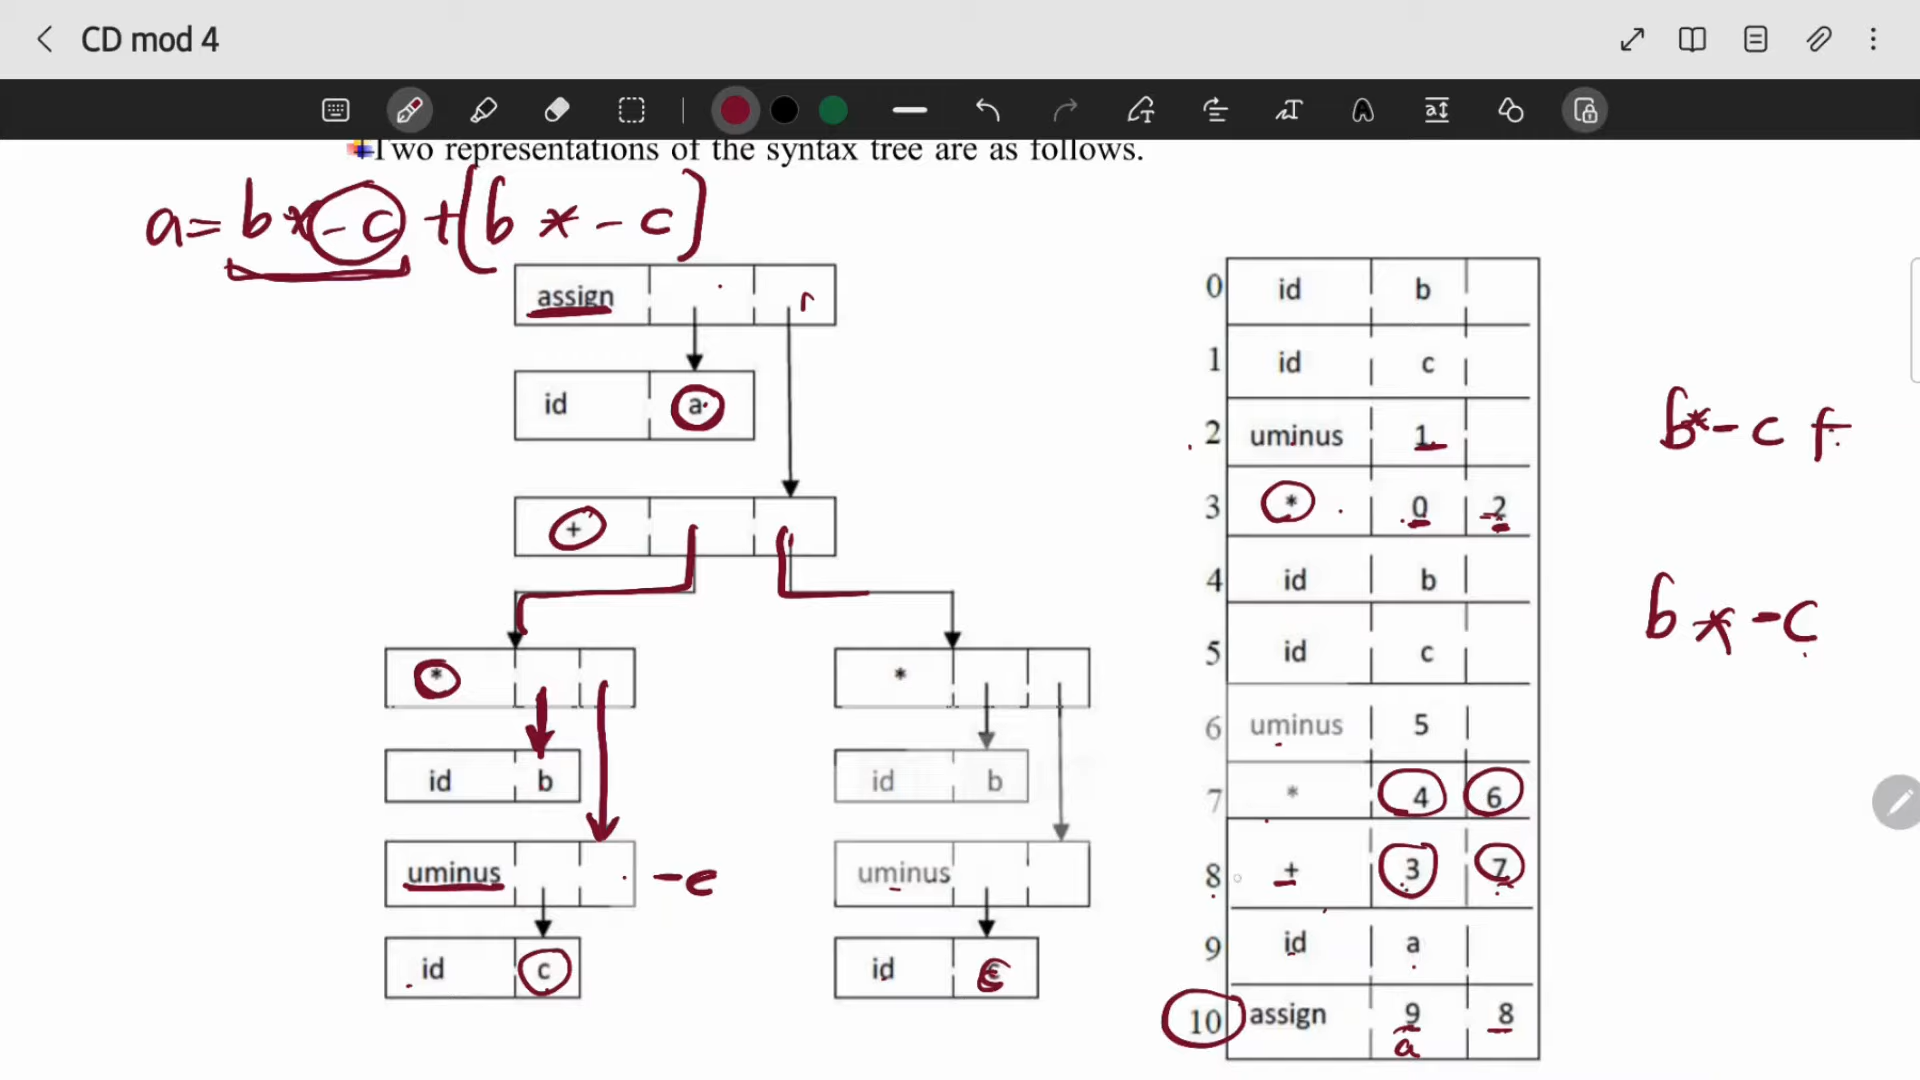 CD mod 4
Two representations of the syntax tree are as follows.
a = b * - c + (b * - c)
assign r
id a
+
*
id b
uminus - c
id c
*
id b
uminus
id c
0 id b
1 id c
2 uminus 1
3 * 0 2
4 id b
5 id c
6 uminus 5
7 * 4 6
8 + 3 7
9 id a
10 assign 9 8
a
b * - c +
b * - c